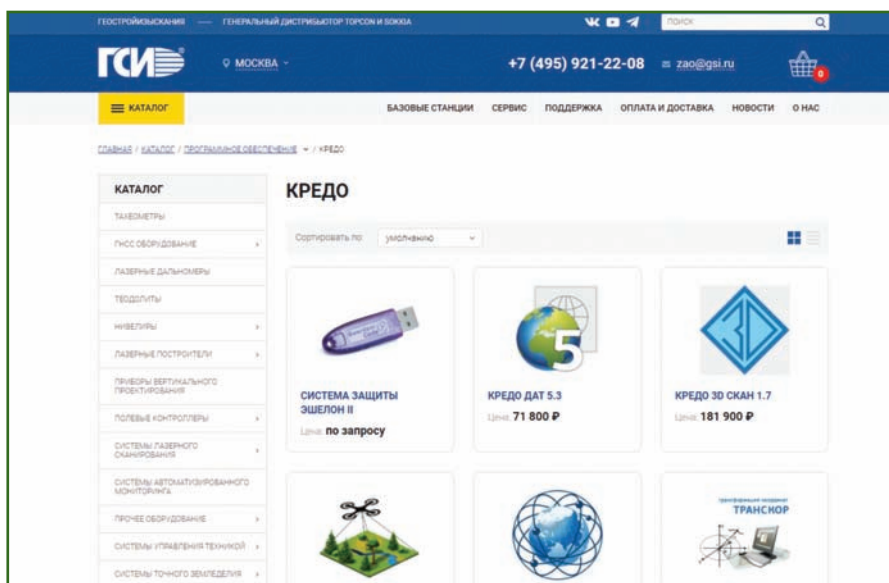 ГЕОСТРОЙИЗЫСКАНИЯ — ГЕНЕРАЛЬНЫЙ ДИСТРИБЬЮТОР TOPCON И SOKKIA
ПОИСК
ГСИ
МОСКВА
+7 (495) 921-22-08
zao@gsi.ru
0
КАТАЛОГ
БАЗОВЫЕ СТАНЦИИ СЕРВИС ПОДДЕРЖКА ОПЛАТА И ДОСТАВКА НОВОСТИ О НАС
ГЛАВНАЯ / КАТАЛОГ / ПРОГРАММНОЕ ОБЕСПЕЧЕНИЕ / КРЕДО
КАТАЛОГ
ТАХЕОМЕТРЫ
ГНСС ОБОРУДОВАНИЕ
ЛАЗЕРНЫЕ ДАЛЬНОМЕРЫ
ТЕОДОЛИТЫ
НИВЕЛИРЫ
ЛАЗЕРНЫЕ ПОСТРОИТЕЛИ
ПРИБОРЫ ВЕРТИКАЛЬНОГО
ПРОЕКТИРОВАНИЯ
ПОЛЕВЫЕ КОНТРОЛЛЕРЫ
СИСТЕМЫ ЛАЗЕРНОГО
СКАНИРОВАНИЯ
СИСТЕМЫ АВТОМАТИЗИРОВАННОГО
МОНИТОРИНГА
ПРОЧЕЕ ОБОРУДОВАНИЕ
СИСТЕМЫ УПРАВЛЕНИЯ ТЕХНИКОЙ
СИСТЕМЫ ТОЧНОГО ЗЕМЛЕДЕЛИЯ
КРЕДО
Сортировать по: умолчанию
СИСТЕМА ЗАЩИТЫ
ЭШЕЛОН II
Цена: по запросу
5
КРЕДО ДАТ 5.3
Цена: 71 800 ₽
3D
КРЕДО 3D СКАН 1.7
Цена: 181 900 ₽
трансформация координат
ТРАНСКОР